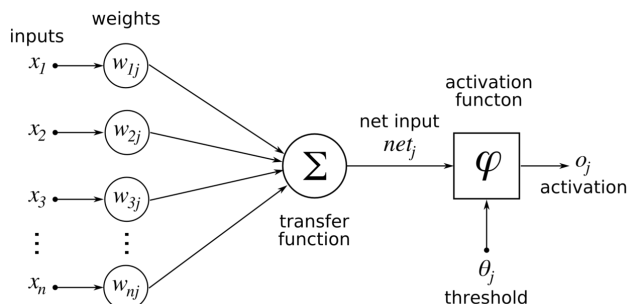 inputs
weights
x1
w1j
x2
w2j
x3
w3j
⋮
⋮
xn
wnj
Σ
transfer
function
net input
netj
activation
functon
φ
oj
activation
θj
threshold